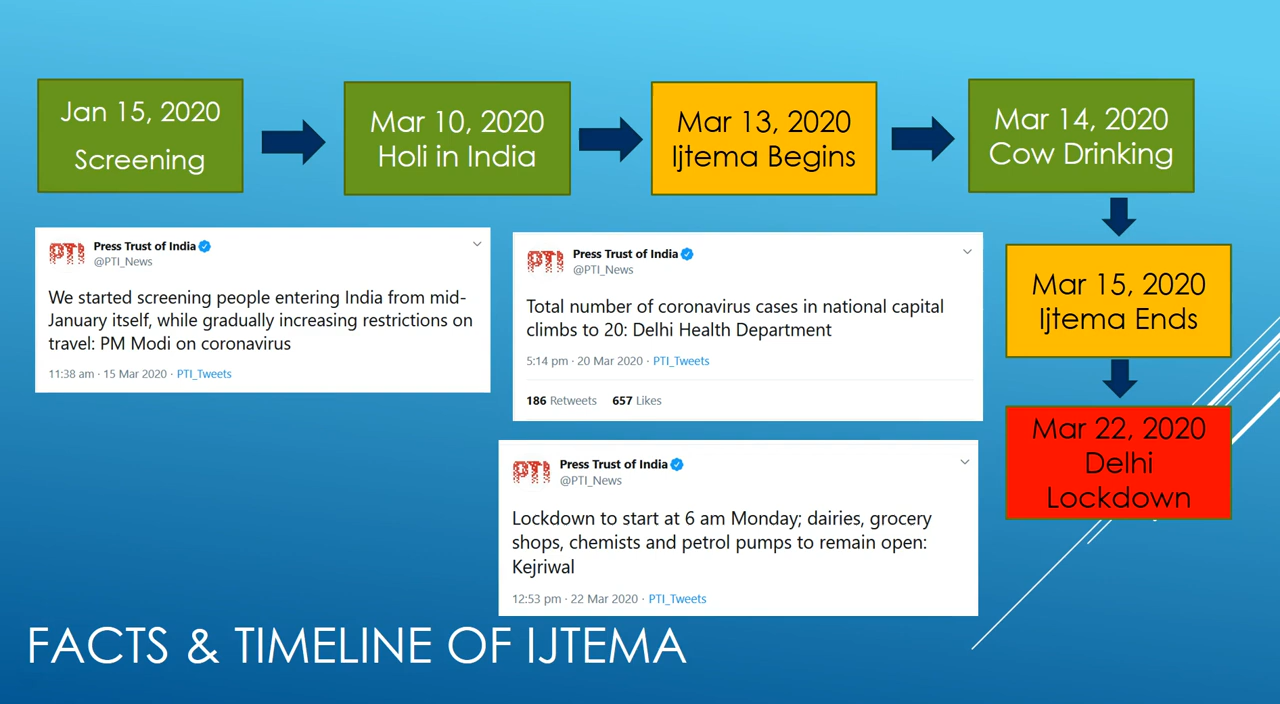 Jan 15, 2020
Screening
Mar 10, 2020
Holi in India
Mar 13, 2020
Ijtema Begins
Mar 14, 2020
Cow Drinking
Mar 15, 2020
Ijtema Ends
Mar 22, 2020
Delhi
Lockdown
PTI
Press Trust of India
@PTI_News
We started screening people entering India from mid-
January itself, while gradually increasing restrictions on
travel: PM Modi on coronavirus
11:38 am · 15 Mar 2020 · PTI_Tweets
PTI
Press Trust of India
@PTI_News
Total number of coronavirus cases in national capital
climbs to 20: Delhi Health Department
5:14 pm · 20 Mar 2020 · PTI_Tweets
186 Retweets 657 Likes
PTI
Press Trust of India
@PTI_News
Lockdown to start at 6 am Monday; dairies, grocery
shops, chemists and petrol pumps to remain open:
Kejriwal
12:53 pm · 22 Mar 2020 · PTI_Tweets
FACTS & TIMELINE OF IJTEMA